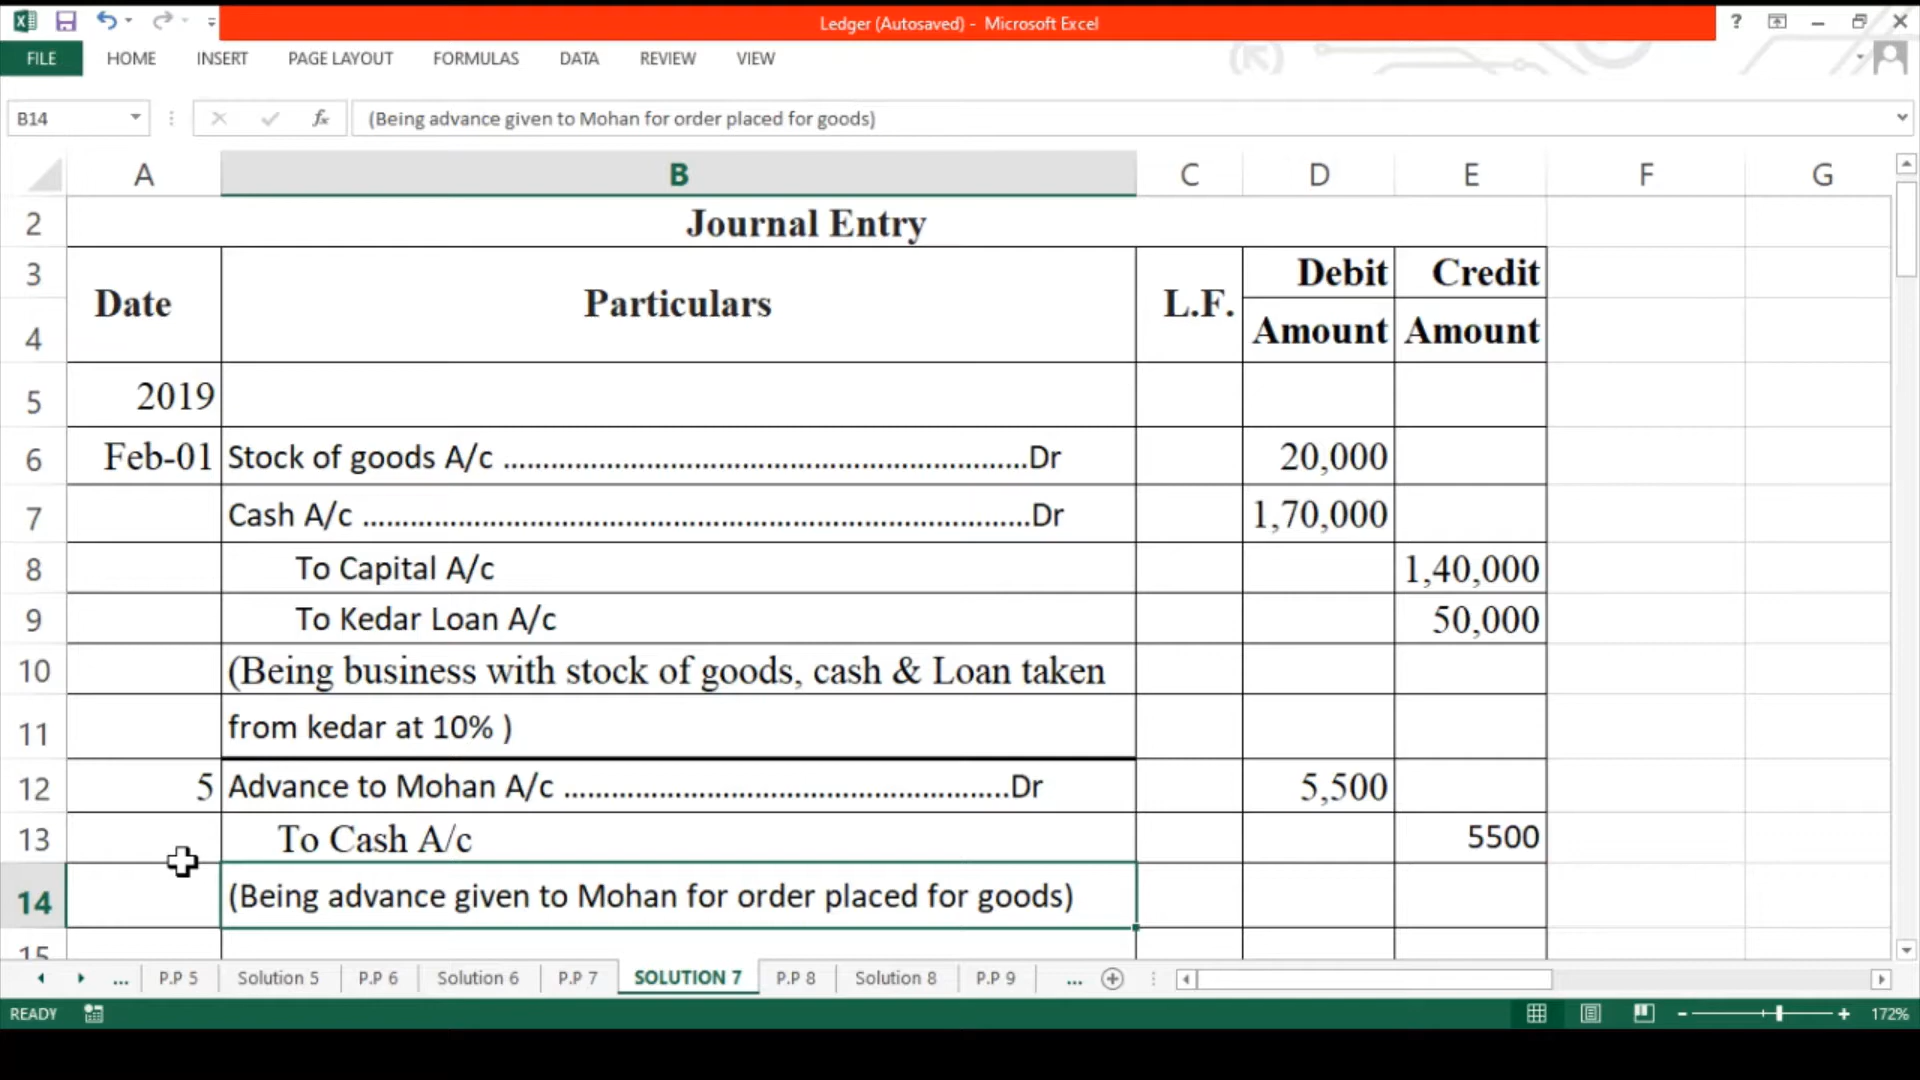 Ledger (Autosaved) - Microsoft Excel
FILE HOME INSERT PAGE LAYOUT FORMULAS DATA REVIEW VIEW
B14 fx (Being advance given to Mohan for order placed for goods)
A B C D E F G
2 Journal Entry
3 Date Particulars L.F. Debit Credit
4 Amount Amount
5 2019
6 Feb-01 Stock of goods A/c ..................................................................Dr 20,000
7 Cash A/c ....................................................................................Dr 1,70,000
8 To Capital A/c 1,40,000
9 To Kedar Loan A/c 50,000
10 (Being business with stock of goods, cash & Loan taken
11 from kedar at 10% )
12 5 Advance to Mohan A/c ........................................................Dr 5,500
13 To Cash A/c 5500
14 (Being advance given to Mohan for order placed for goods)
15
... P.P 5 Solution 5 P.P 6 Solution 6 P.P 7 SOLUTION 7 P.P 8 Solution 8 P.P 9 ...
READY 172%